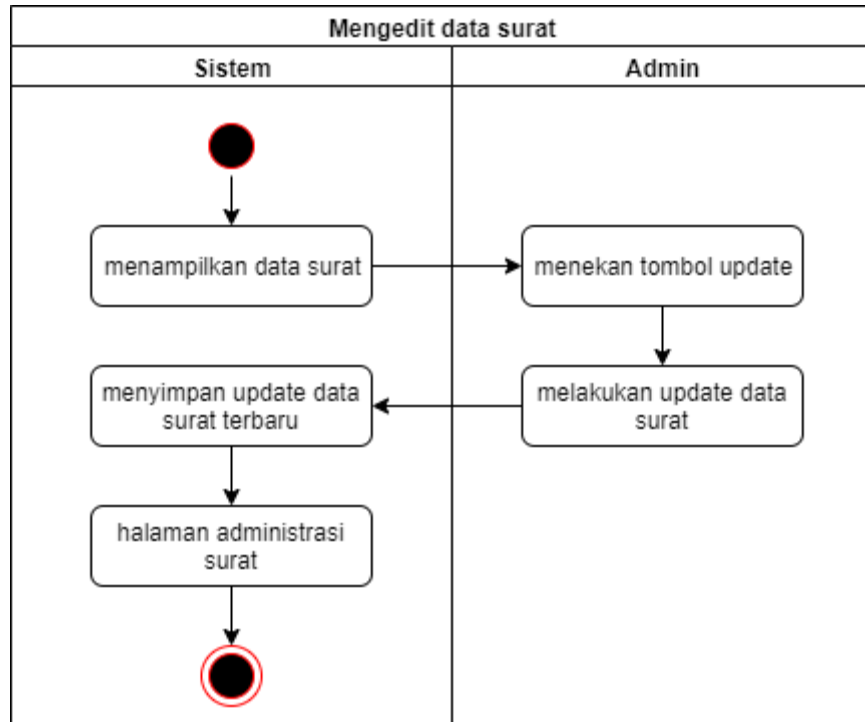 Mengedit data surat
Sistem
Admin
menampilkan data surat
menekan tombol update
melakukan update data
surat
menyimpan update data
surat terbaru
halaman administrasi
surat